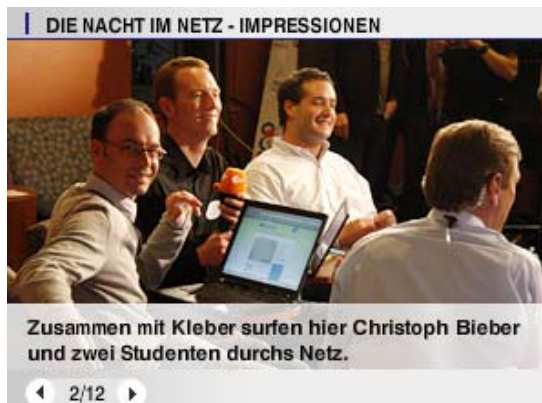 DIE NACHT IM NETZ - IMPRESSIONEN
Zusammen mit Kleber surfen hier Christoph Bieber
und zwei Studenten durchs Netz.
2/12